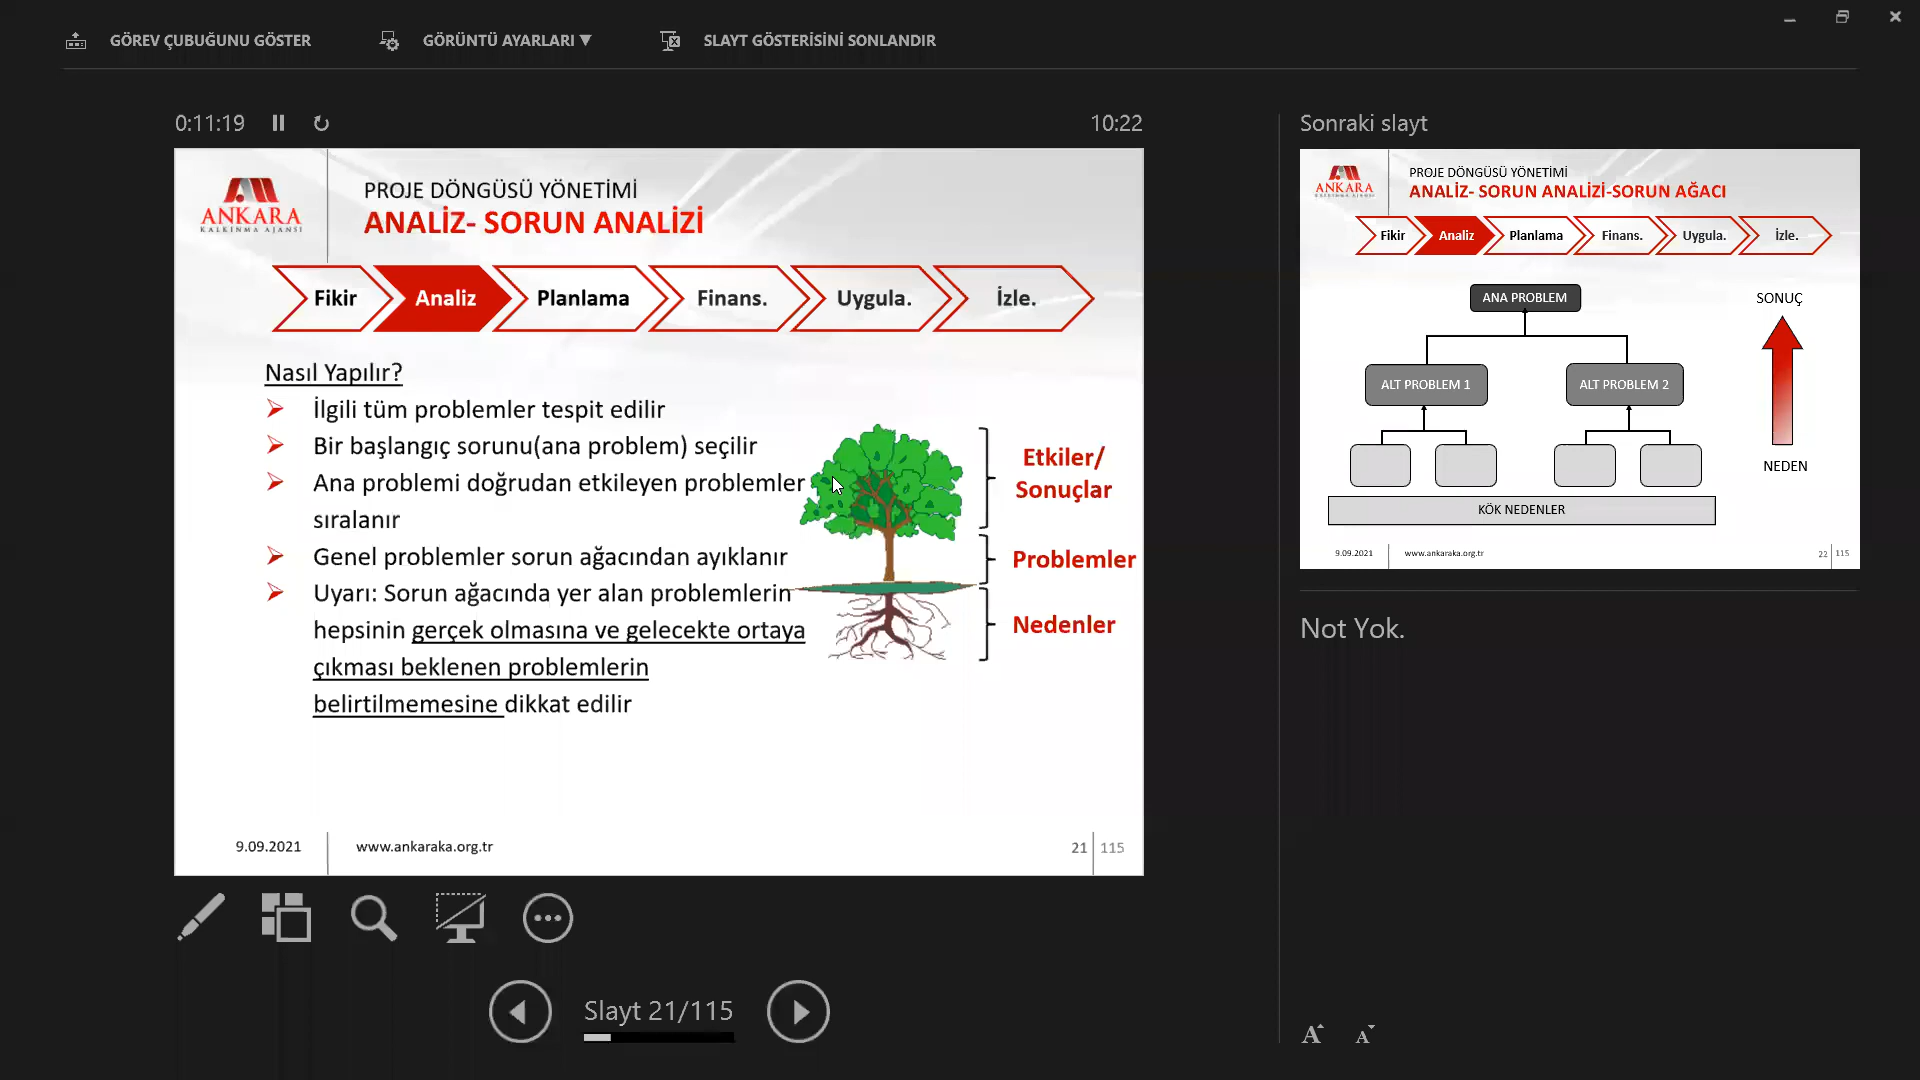 GÖREV ÇUBUĞUNU GÖSTER
GÖRÜNTÜ AYARLARI ▼
SLAYT GÖSTERİSİNİ SONLANDIR
0:11:19
10:22
ANKARA
KALKINMA AJANSI
PROJE DÖNGÜSÜ YÖNETİMİ
ANALİZ- SORUN ANALİZİ
Fikir
Analiz
Planlama
Finans.
Uygula.
İzle.
Nasıl Yapılır?
İlgili tüm problemler tespit edilir
Bir başlangıç sorunu(ana problem) seçilir
Ana problemi doğrudan etkileyen problemler
sıralanır
Genel problemler sorun ağacından ayıklanır
Uyarı: Sorun ağacında yer alan problemlerin
hepsinin gerçek olmasına ve gelecekte ortaya
çıkması beklenen problemlerin
belirtilmemesine dikkat edilir
Etkiler/
Sonuçlar
Problemler
Nedenler
9.09.2021
www.ankaraka.org.tr
21
115
Slayt 21/115
Sonraki slayt
ANKARA
KALKINMA AJANSI
PROJE DÖNGÜSÜ YÖNETİMİ
ANALİZ- SORUN ANALİZİ-SORUN AĞACI
Fikir
Analiz
Planlama
Finans.
Uygula.
İzle.
ANA PROBLEM
SONUÇ
ALT PROBLEM 1
ALT PROBLEM 2
NEDEN
KÖK NEDENLER
9.09.2021
www.ankaraka.org.tr
22
115
Not Yok.
A
A